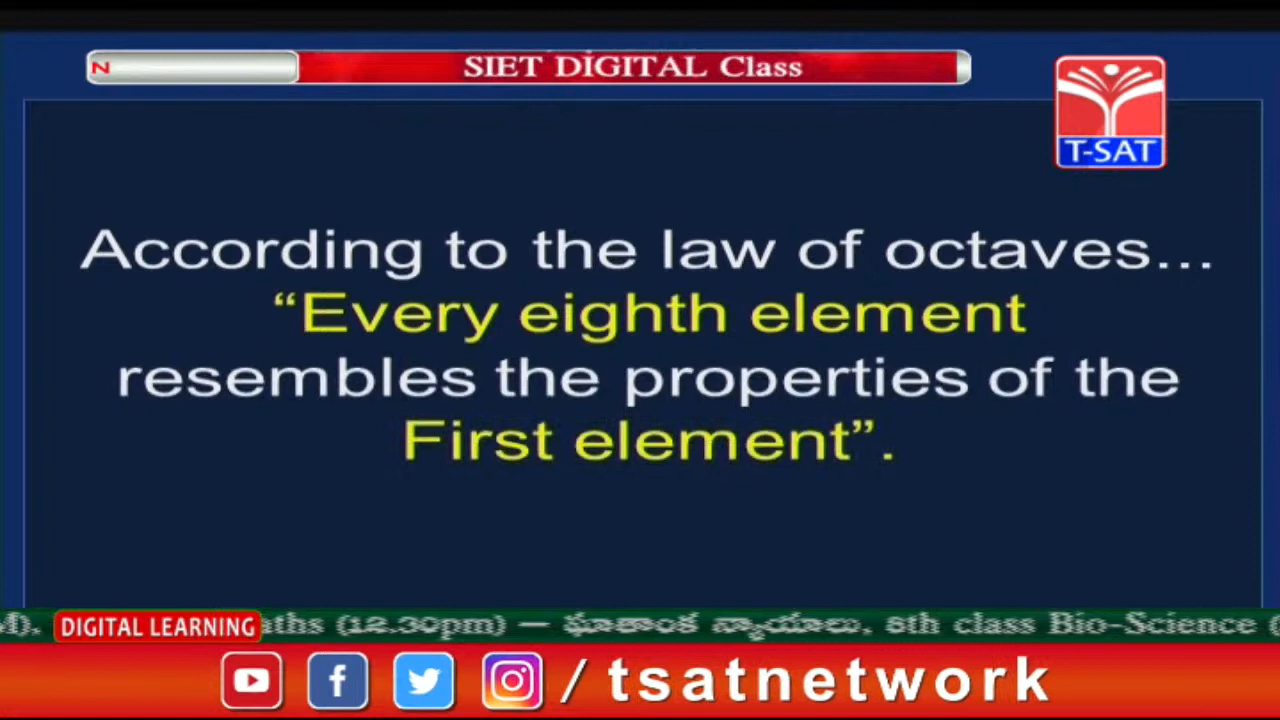 N
SIET DIGITAL Class
T-SAT
According to the law of octaves...
“Every eighth element
resembles the properties of the
First element”.
DIGITAL LEARNING
aths (12.30pm) – ఘాతాంక న్యాయాలు, 8th class Bio-Science
/ tsatnetwork